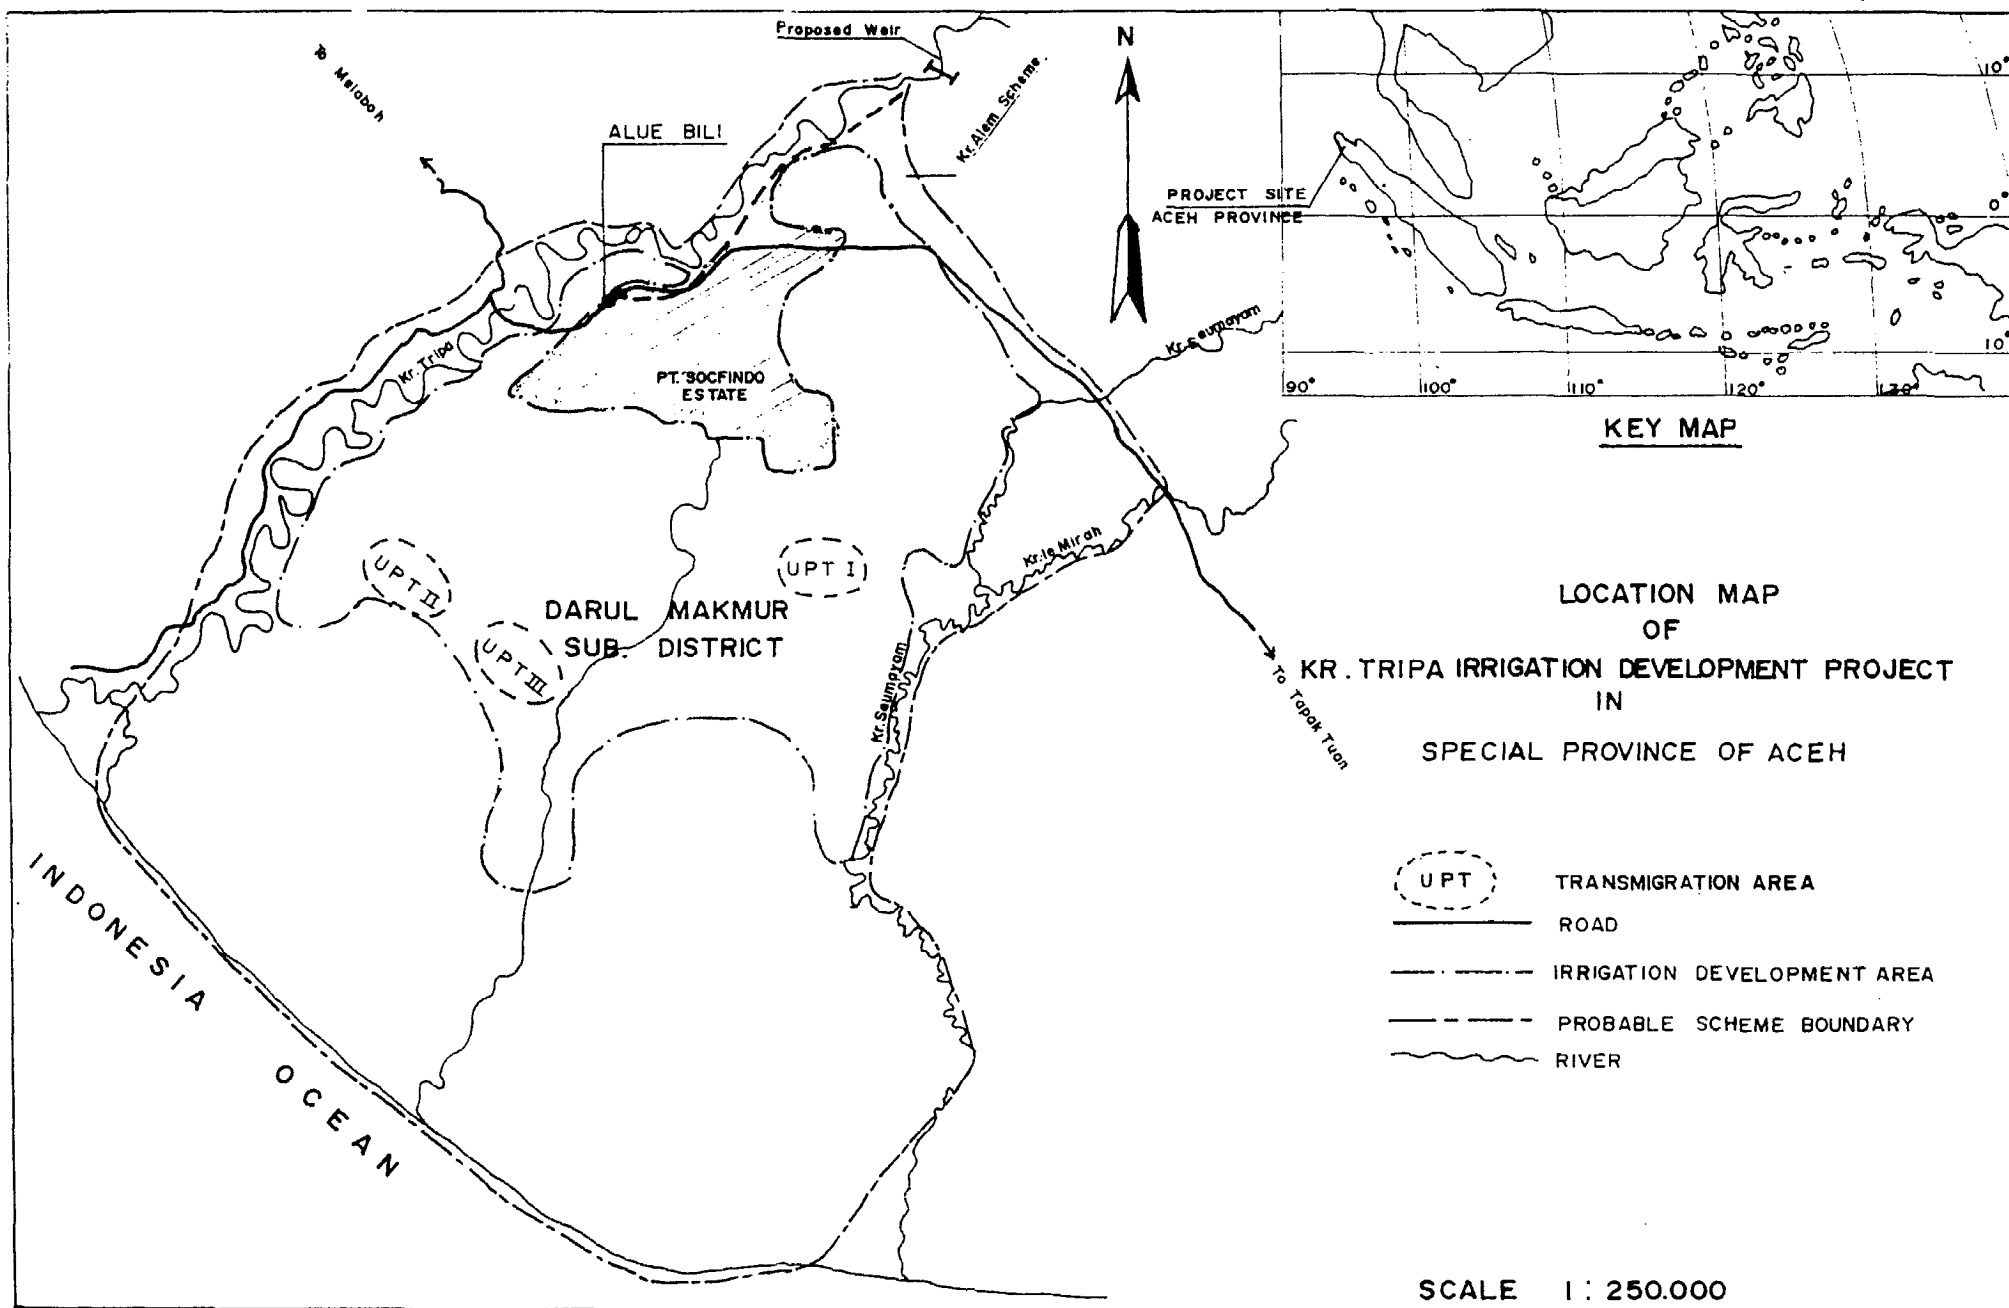 Proposed Weir
To Melaboh
N
Kr. Alem Scheme
ALUE BILI
PROJECT SITE
ACEH PROVINCE
10°
0°
10°
90°
100°
110°
120°
130°
KEY MAP
Kr. Seumayam
Kr. Tripa
PT. SOCFINDO
ESTATE
Kr. Ie Mirah
UPT I
UPT II
UPT III
DARUL MAKMUR
SUB. DISTRICT
Kr. Seumayam
To Tapak Tuan
LOCATION MAP
OF
KR. TRIPA IRRIGATION DEVELOPMENT PROJECT
IN
SPECIAL PROVINCE OF ACEH
INDONESIA
OCEAN
UPT TRANSMIGRATION AREA
ROAD
IRRIGATION DEVELOPMENT AREA
PROBABLE SCHEME BOUNDARY
RIVER
SCALE 1 : 250.000